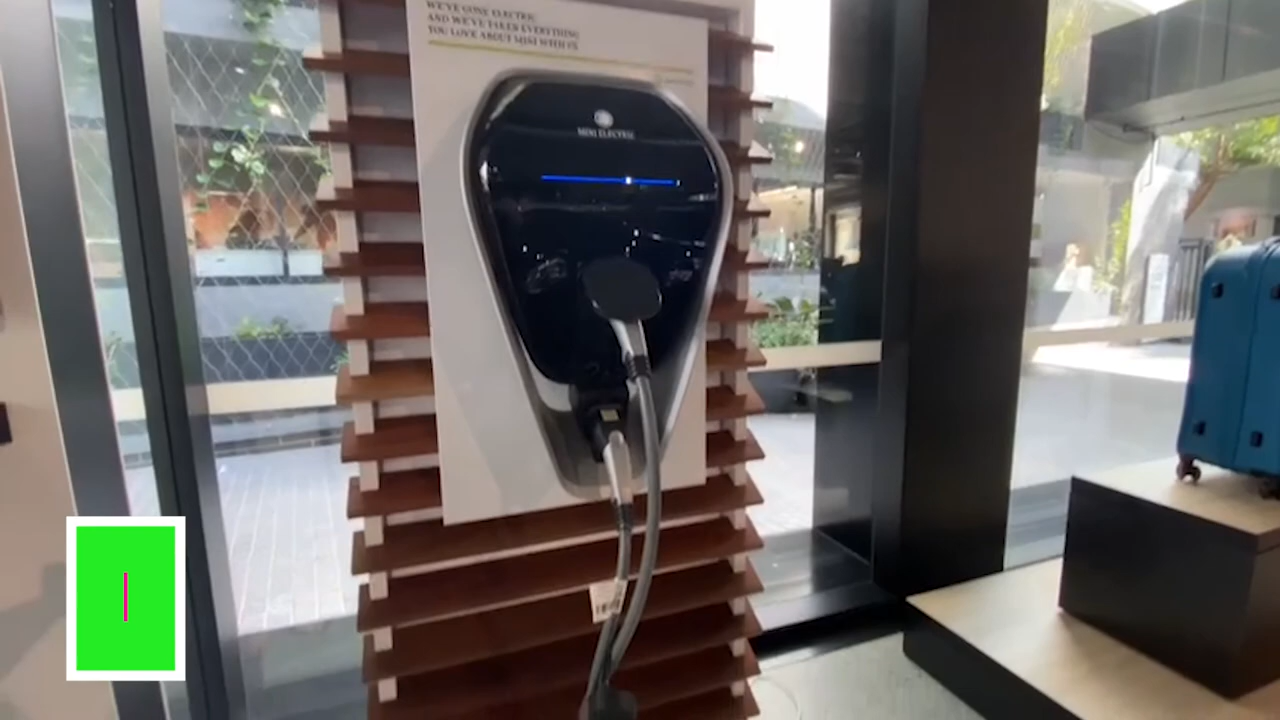 WE'VE GONE ELECTRIC
AND WE'VE TAKEN EVERYTHING
YOU LOVE ABOUT MINI WITH US
MINI ELECTRIC